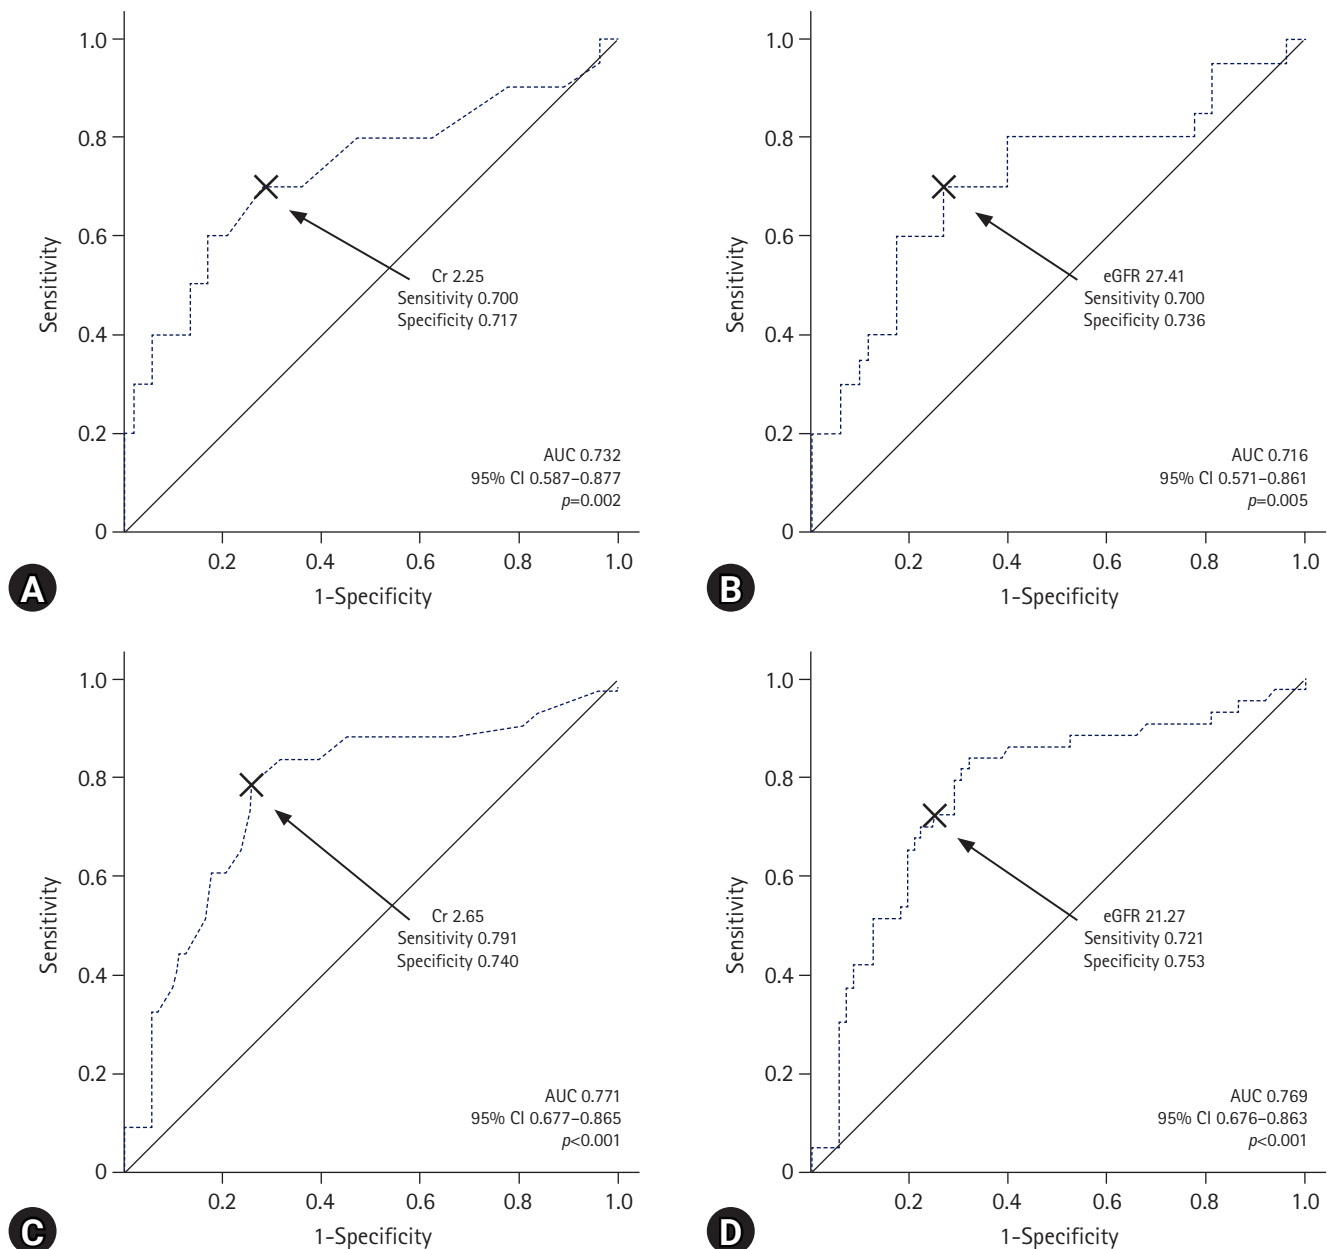 1.0
0.8
0.6
0.4
0.2
0
Sensitivity
Cr 2.25
Sensitivity 0.700
Specificity 0.717
AUC 0.732
95% CI 0.587–0.877
p=0.002
0.2 0.4 0.6 0.8 1.0
1-Specificity
A
1.0
0.8
0.6
0.4
0.2
0
Sensitivity
eGFR 27.41
Sensitivity 0.700
Specificity 0.736
AUC 0.716
95% CI 0.571–0.861
p=0.005
0.2 0.4 0.6 0.8 1.0
1-Specificity
B
1.0
0.8
0.6
0.4
0.2
0
Sensitivity
Cr 2.65
Sensitivity 0.791
Specificity 0.740
AUC 0.771
95% CI 0.677–0.865
p<0.001
0.2 0.4 0.6 0.8 1.0
1-Specificity
C
1.0
0.8
0.6
0.4
0.2
0
Sensitivity
eGFR 21.27
Sensitivity 0.721
Specificity 0.753
AUC 0.769
95% CI 0.676–0.863
p<0.001
0.2 0.4 0.6 0.8 1.0
1-Specificity
D